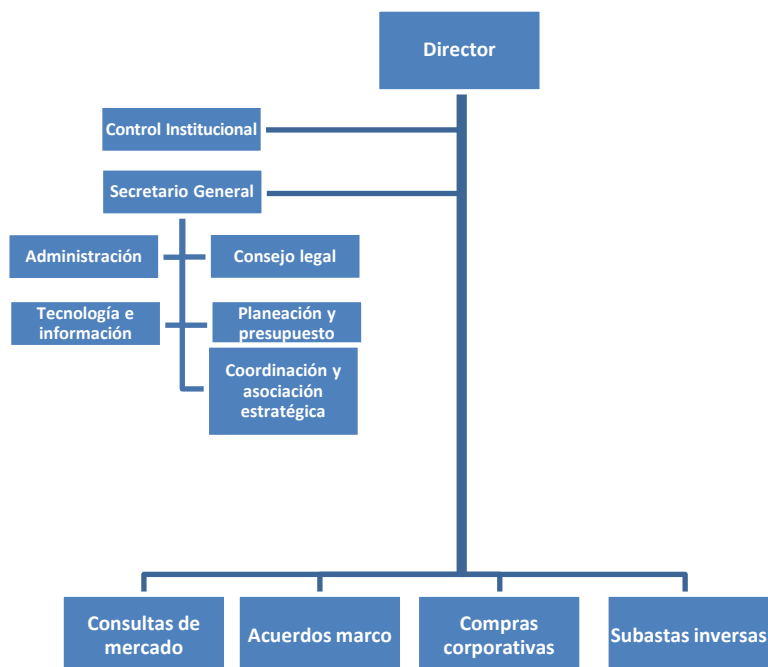 Director
Control Institucional
Secretario General
Administración
Consejo legal
Tecnología e
información
Planeación y
presupuesto
Coordinación y
asociación
estratégica
Consultas de
mercado
Acuerdos marco
Compras
corporativas
Subastas inversas